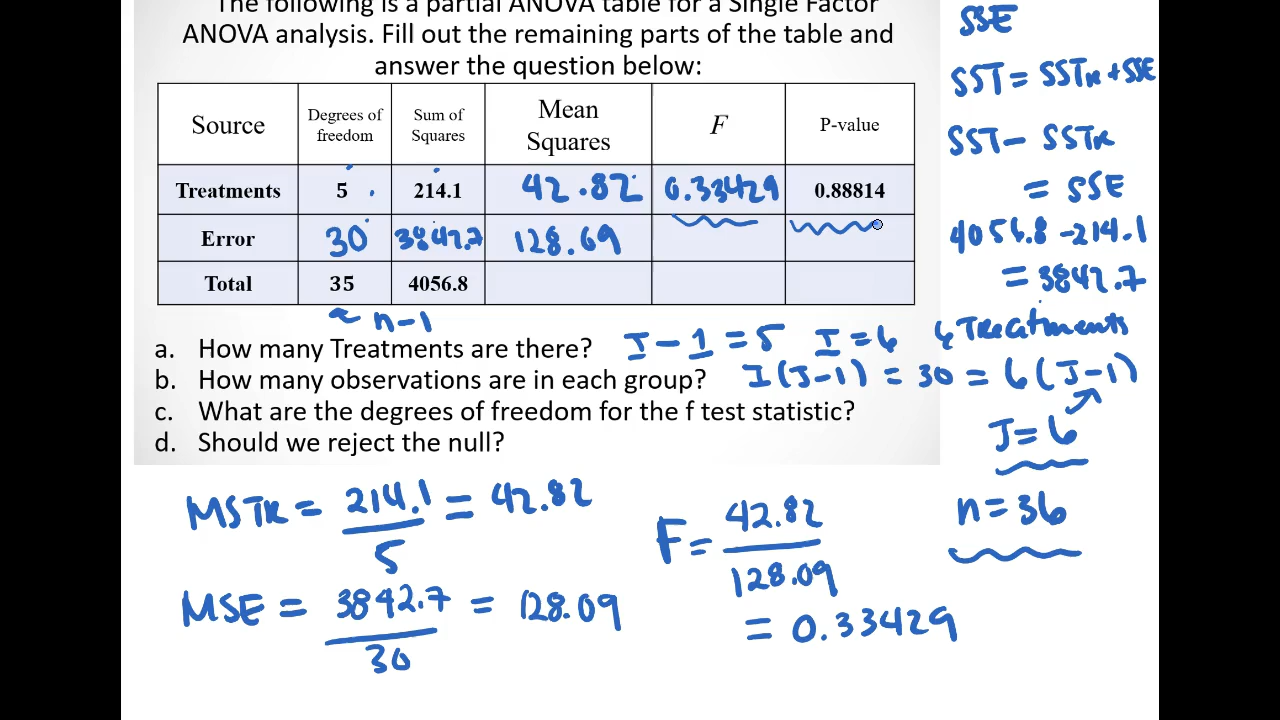 The following is a partial ANOVA table for a Single Factor
ANOVA analysis. Fill out the remaining parts of the table and
answer the question below:
Source Degrees of freedom Sum of Squares Mean Squares F P-value
Treatments 5 214.1 42.82 0.33429 0.88814
Error 30 3842.7 128.09
Total 35 4056.8
n-1
a. How many Treatments are there? I - 1 = 5 I = 6 6 Treatments
b. How many observations are in each group? I(J-1) = 30 = 6(J-1)
c. What are the degrees of freedom for the f test statistic?
d. Should we reject the null?
J=6
n=36
SSE
SST = SSTR + SSE
SST - SSTR
= SSE
4056.8 - 214.1
= 3842.7
MSTR = 214.1 / 5 = 42.82
MSE = 3842.7 / 30 = 128.09
F = 42.82 / 128.09
= 0.33429